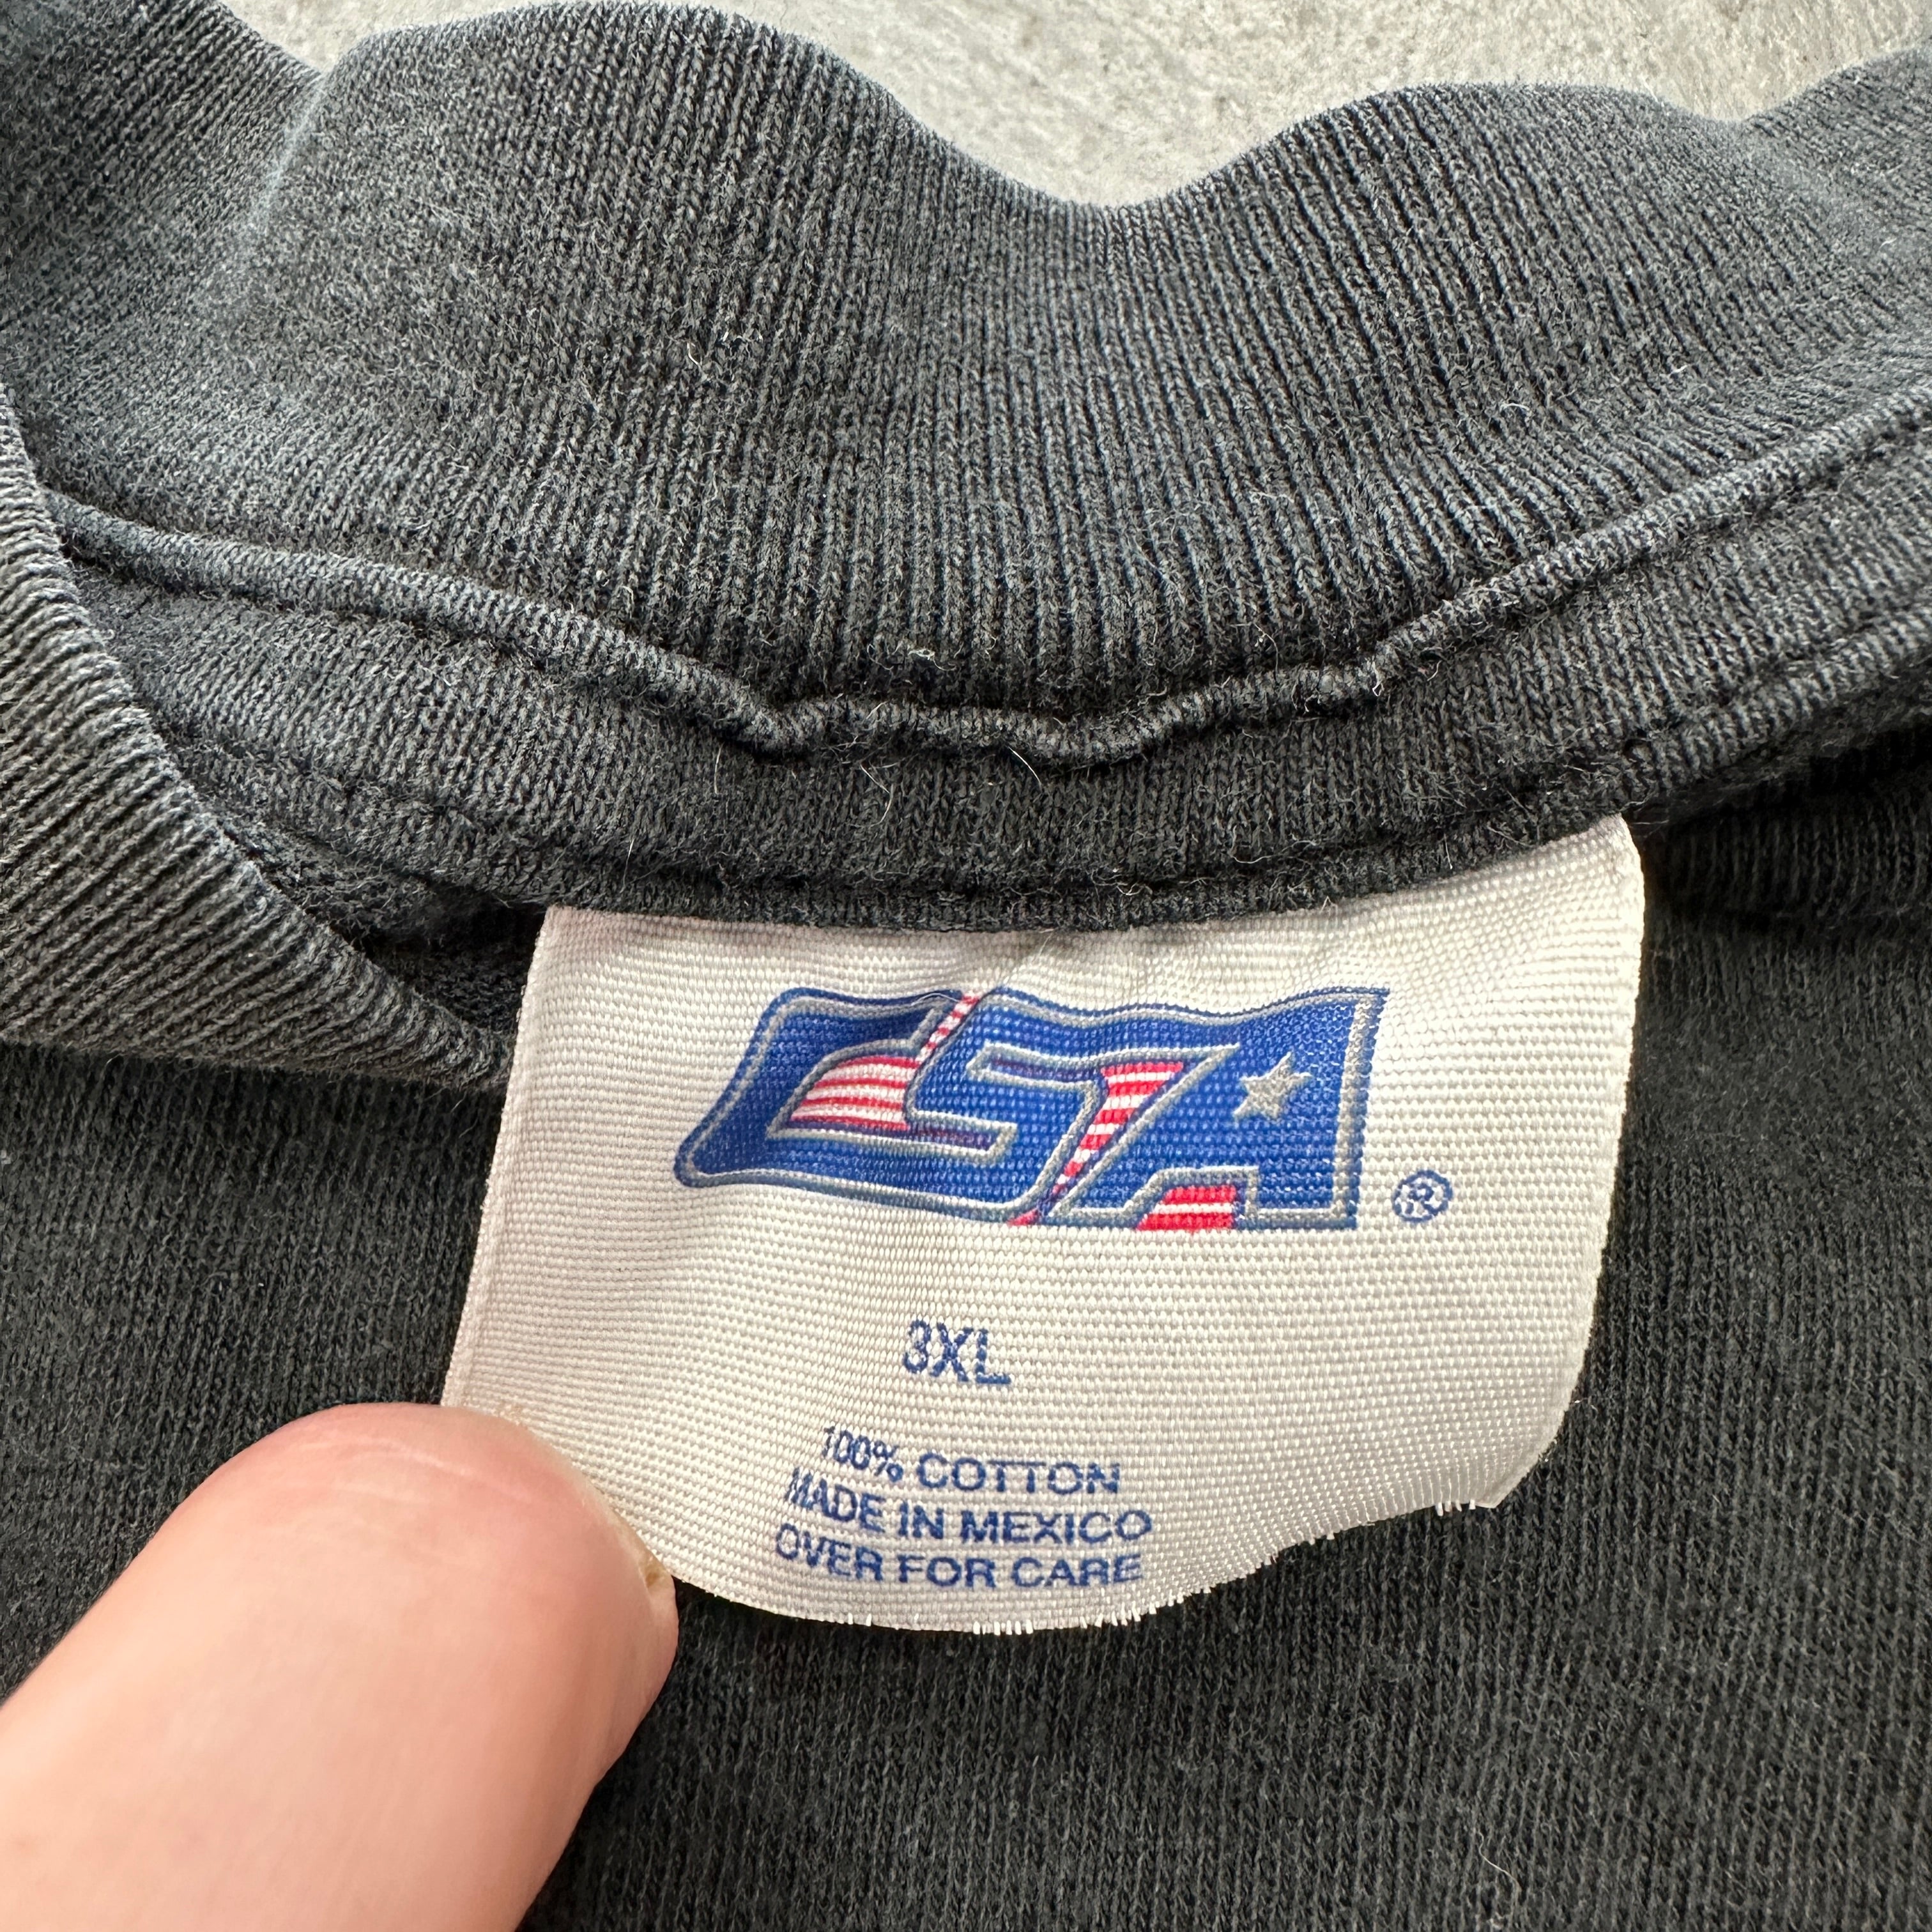 CSA ®
3XL
100% COTTON
MADE IN MEXICO
OVER FOR CARE